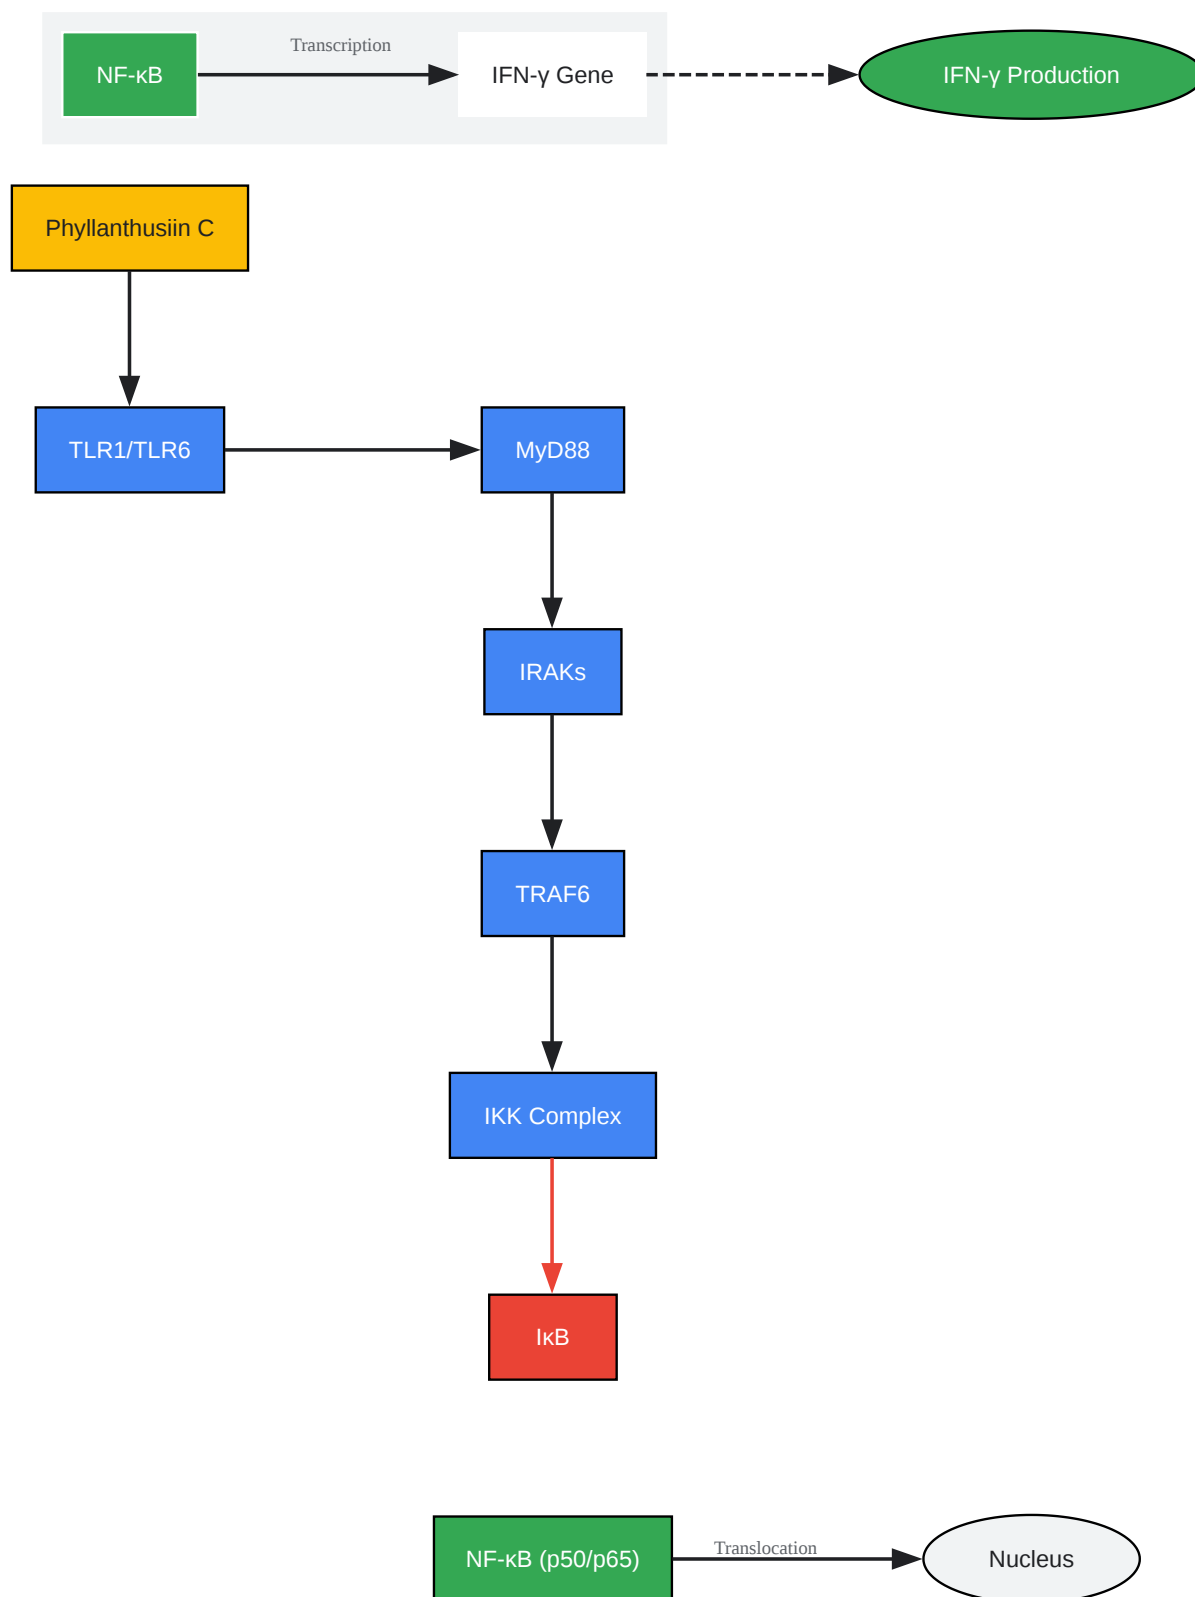 NF-κB
Transcription
IFN-γ Gene
IFN-γ Production
Phyllanthusiin C
TLR1/TLR6
MyD88
IRAKs
TRAF6
IKK Complex
IκB
NF-κB (p50/p65)
Translocation
Nucleus